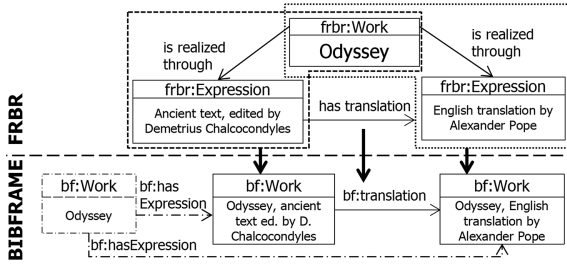 frbr:Work
Odyssey
is realized
through
is realized
through
frbr:Expression
Ancient text, edited by
Demetrius Chalcocondyles
has translation
frbr:Expression
English translation by
Alexander Pope
FRBR
BIBFRAME
bf:Work
Odyssey
bf:has
Expression
bf:Work
Odyssey, ancient
text ed. by D.
Chalcocondyles
bf:translation
bf:Work
Odyssey, English
translation by
Alexander Pope
bf:hasExpression